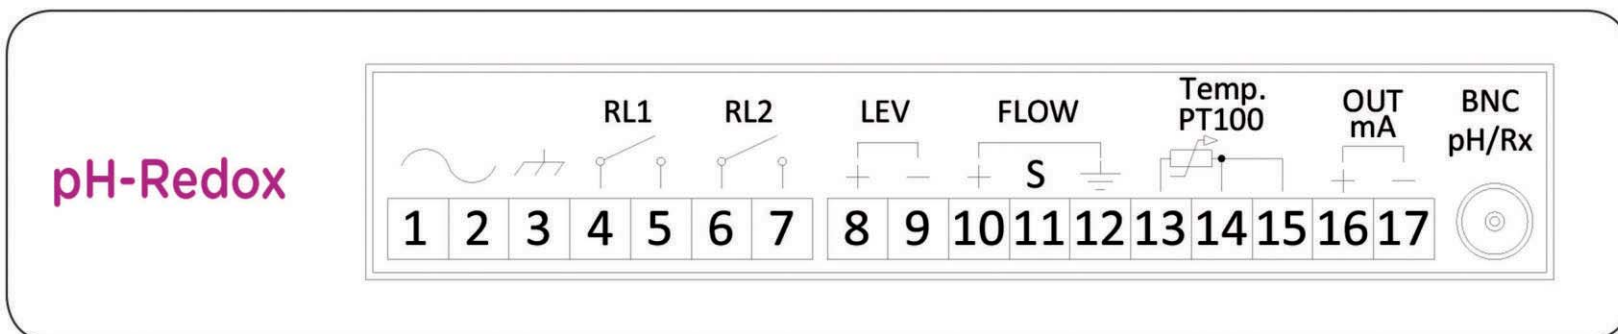 pH-Redox
RL1 RL2 LEV FLOW Temp. PT100 OUT mA BNC pH/Rx
+ - + S + -
1 2 3 4 5 6 7 8 9 10 11 12 13 14 15 16 17